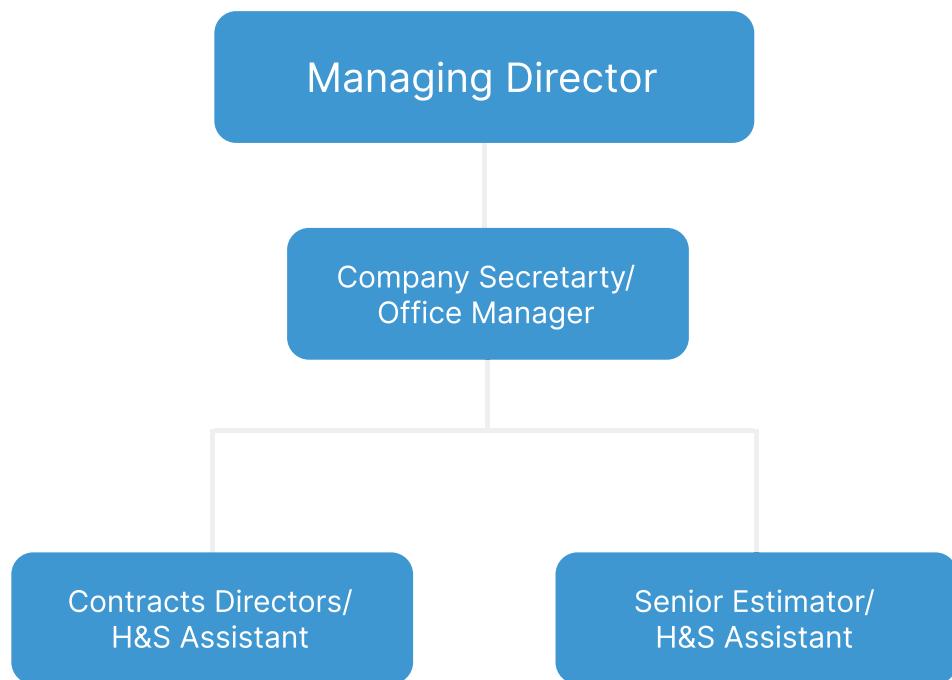 Managing Director
Company Secretarty/
Office Manager
Contracts Directors/
H&S Assistant
Senior Estimator/
H&S Assistant